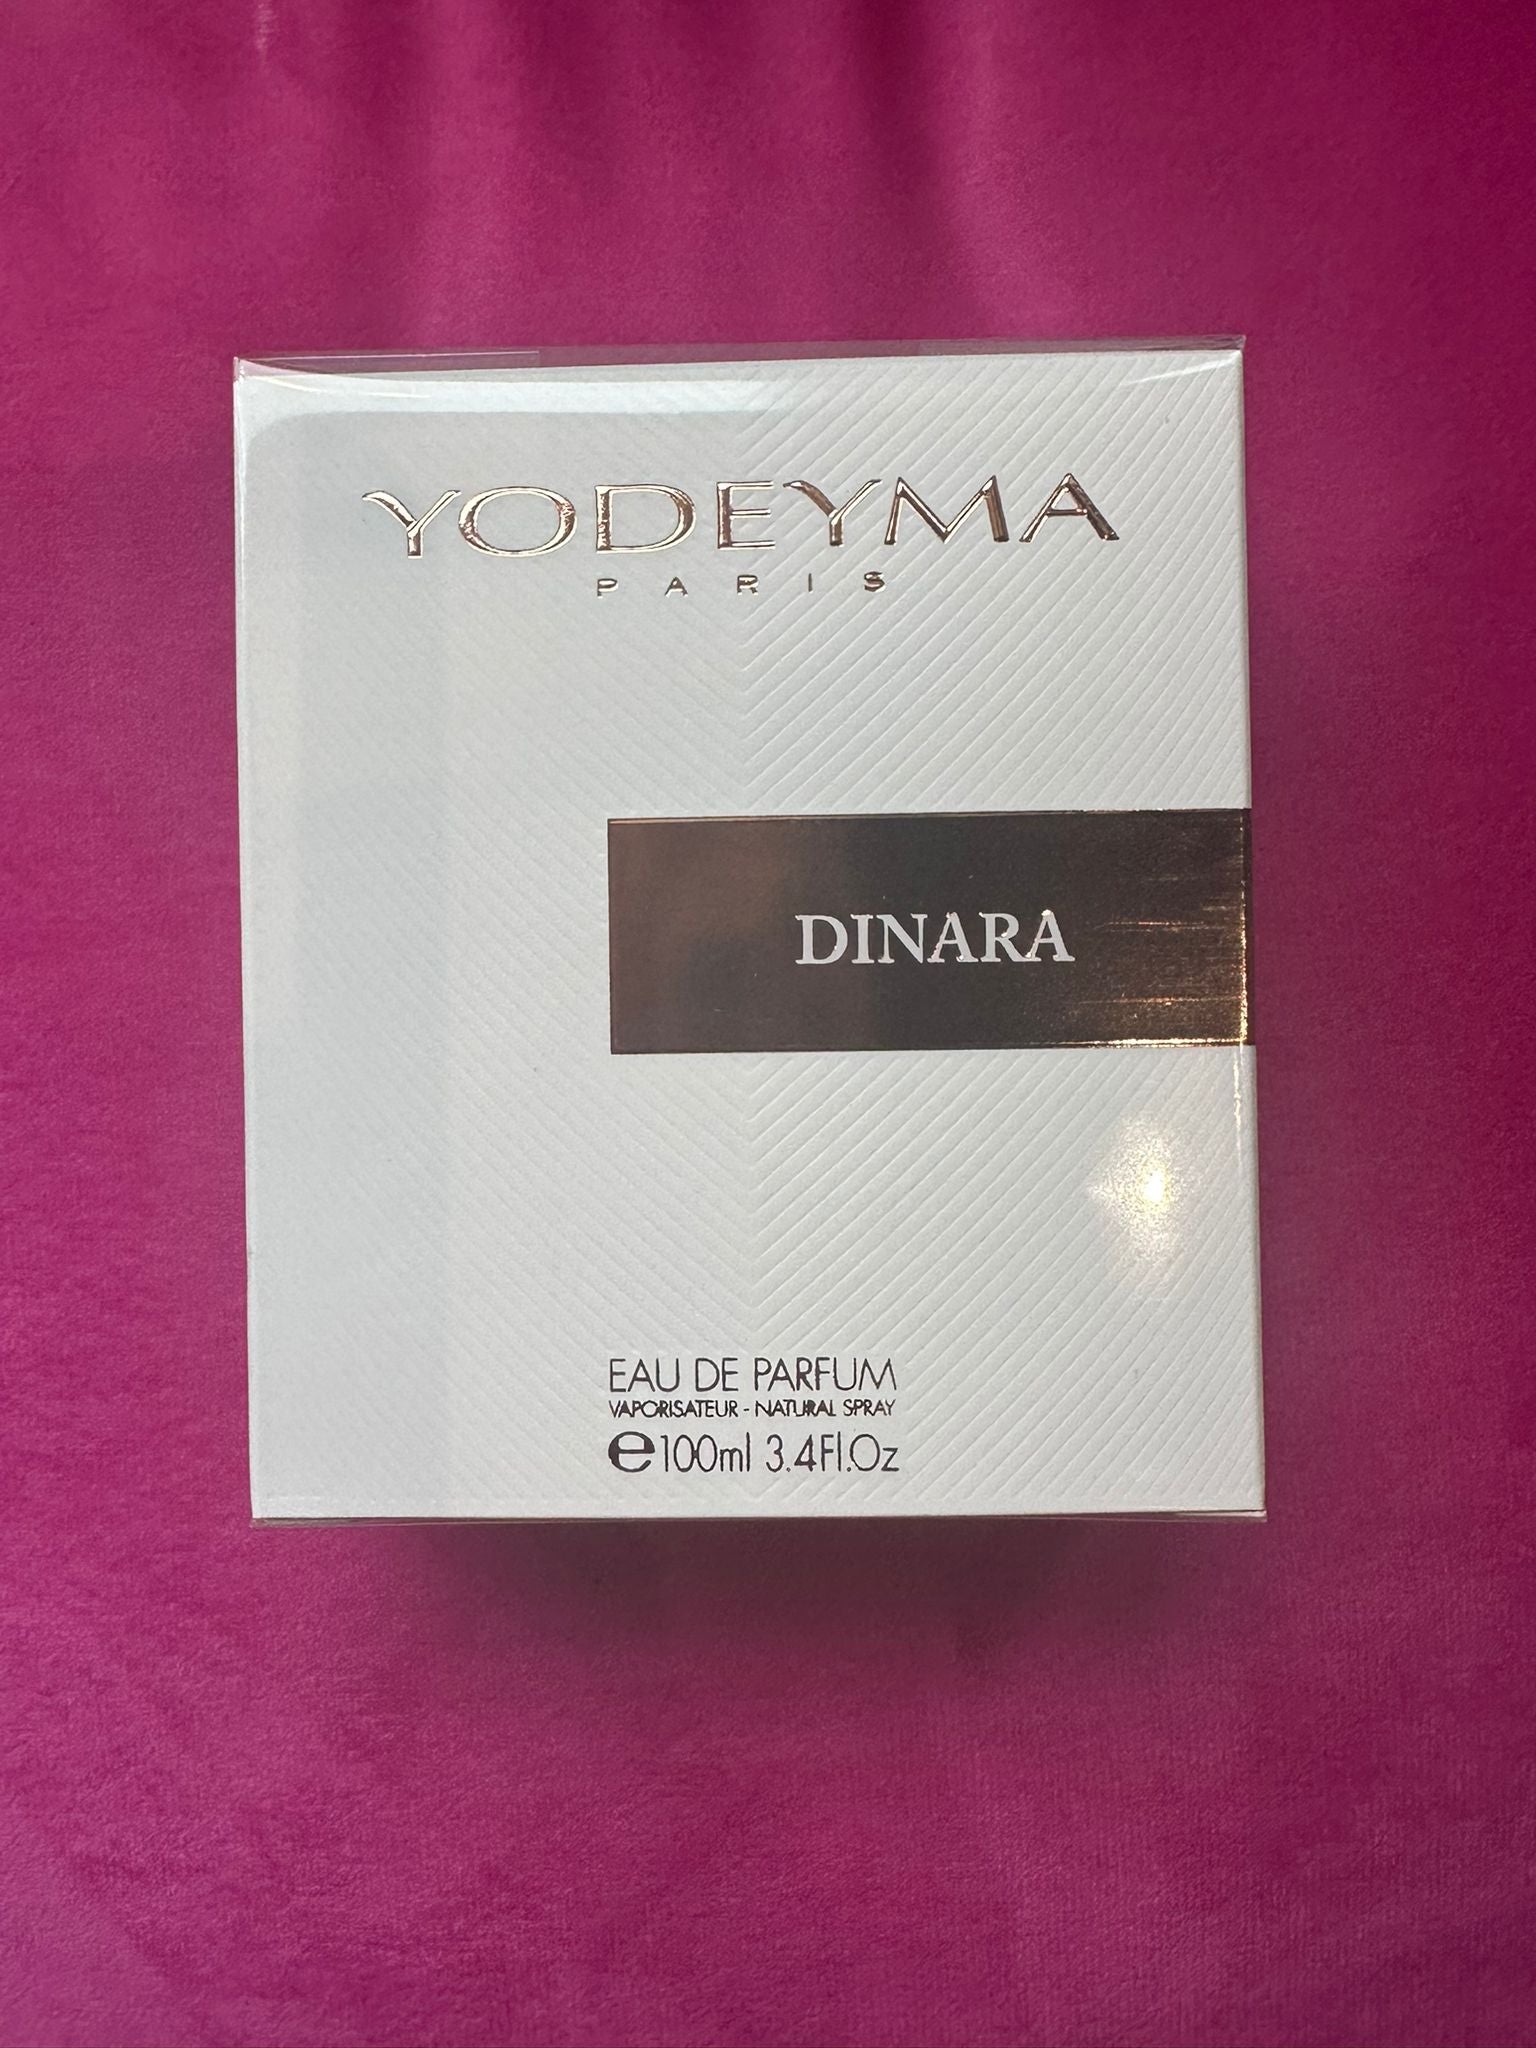 YODEYMA
PARIS
DINARA
EAU DE PARFUM
VAPORISATEUR - NATURAL SPRAY
℮100ml 3.4Fl.Oz